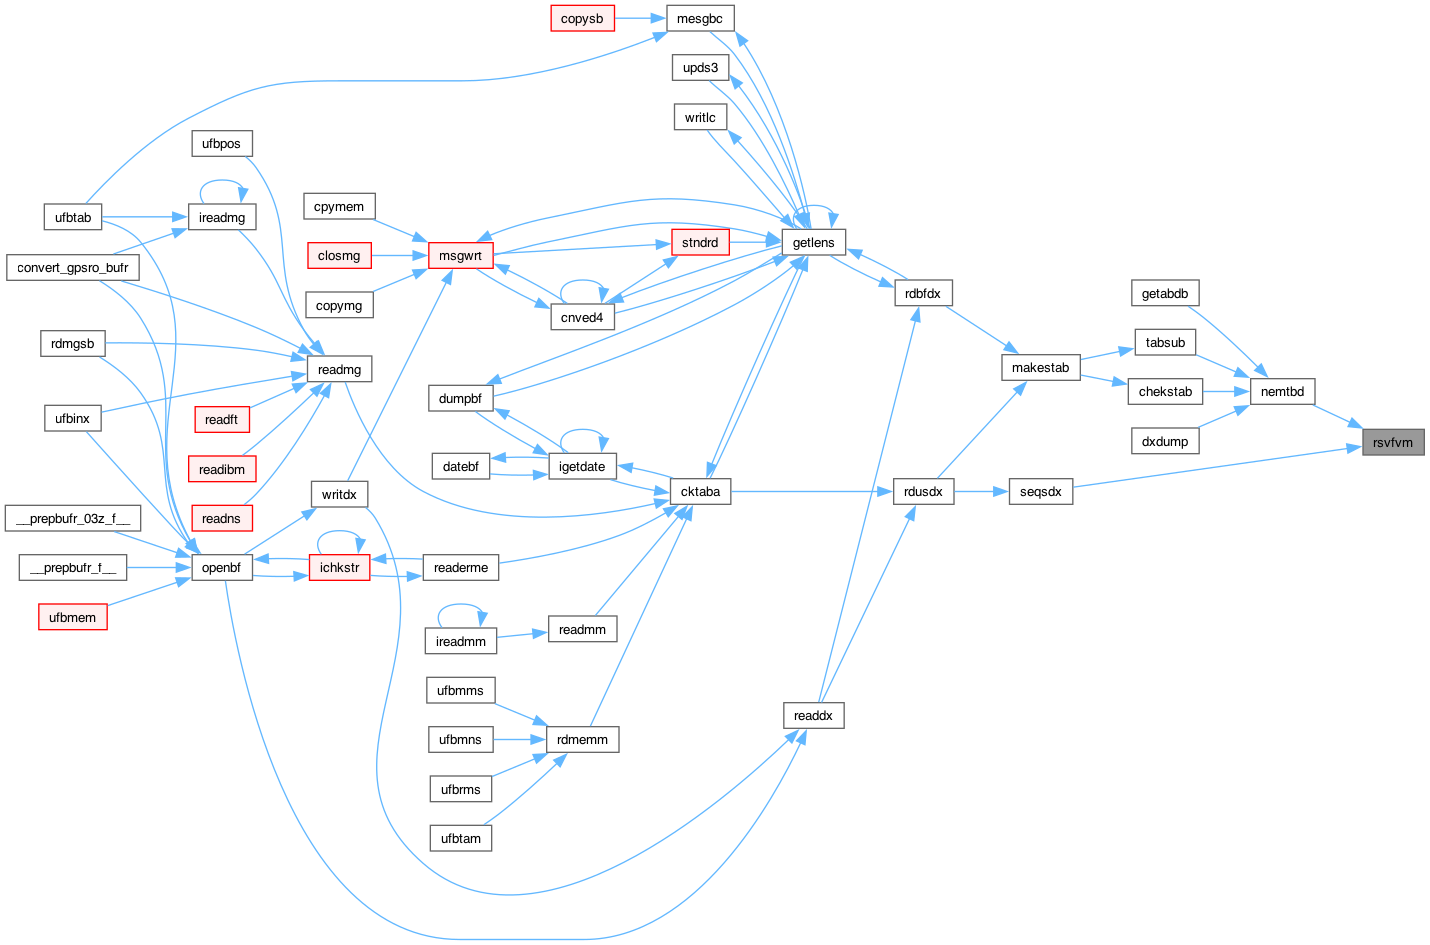 copysb
mesgbc
upds3
writlc
ufbpos
cpymem
ufbtab
ireadmg
closmg
msgwrt
stndrd
getlens
convert_gpsro_bufr
copymg
cnved4
rdbfdx
getabdb
rdmgsb
readmg
makestab
tabsub
ufbinx
readft
dumpbf
chekstab
nemtbd
readibm
datebf
igetdate
dxdump
rsvfvm
__prepbufr_03z_f__
readns
writdx
cktaba
rdusdx
seqsdx
__prepbufr_f__
openbf
ichkstr
readerme
ufbmem
ireadmm
readmm
ufbmms
readdx
ufbmns
rdmemm
ufbrms
ufbtam